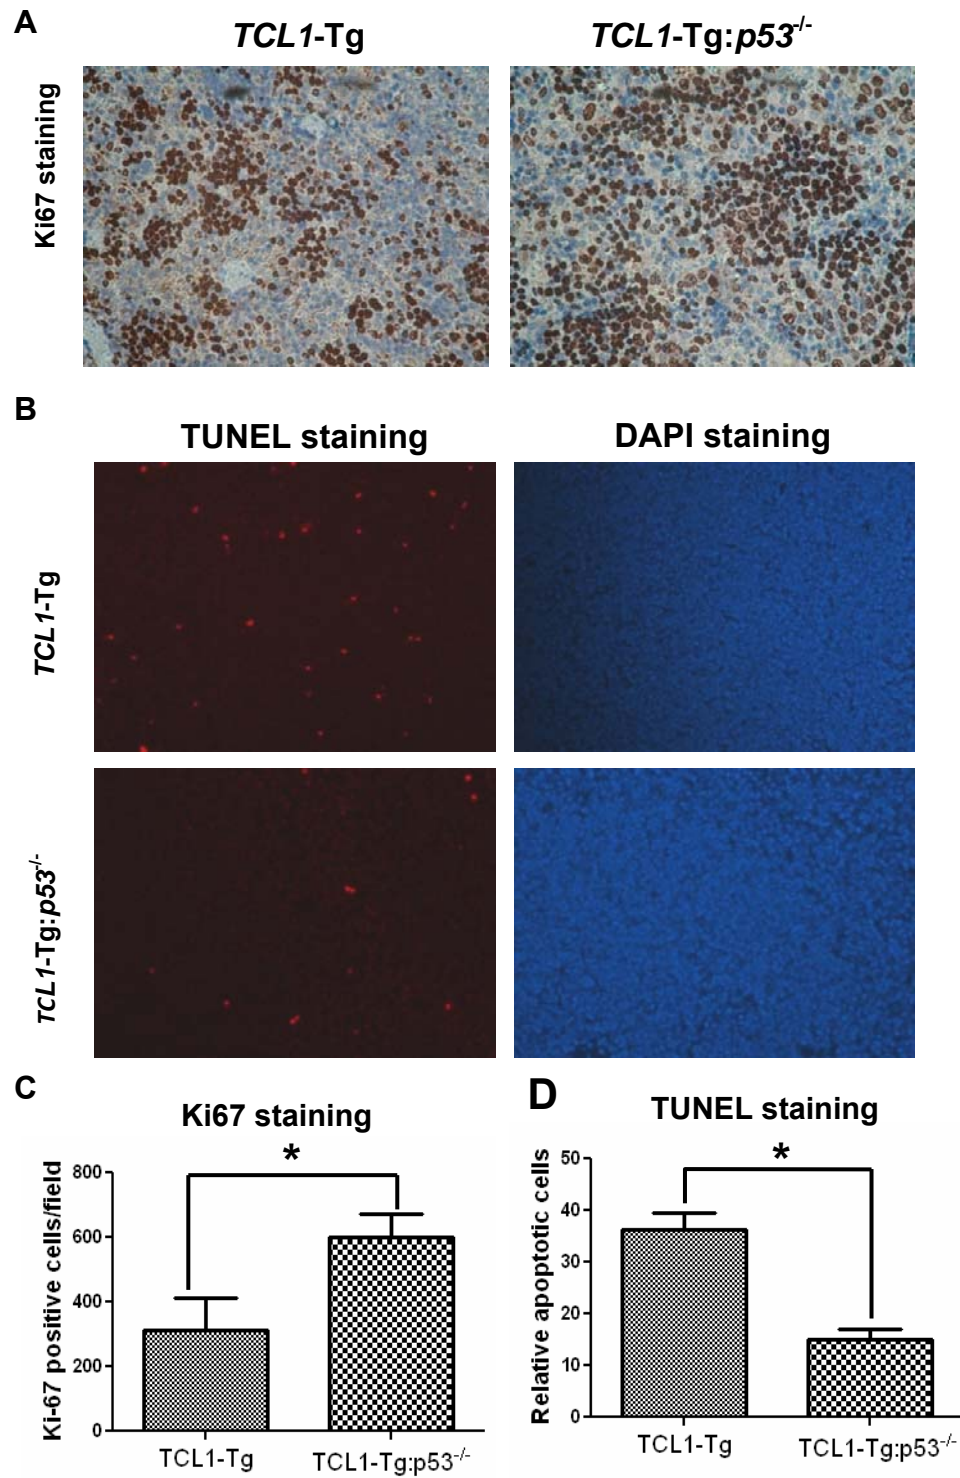 A
TCL1-Tg
TCL1-Tg:p53-/-
Ki67 staining
B
TUNEL staining
DAPI staining
TCL1-Tg
TCL1-Tg:p53-/-
C
Ki67 staining
*
Ki-67 positive cells/field
800
600
400
200
0
TCL1-Tg
TCL1-Tg:p53-/-
D
TUNEL staining
*
Relative apoptotic cells
50
40
30
20
10
0
TCL1-Tg
TCL1-Tg:p53-/-